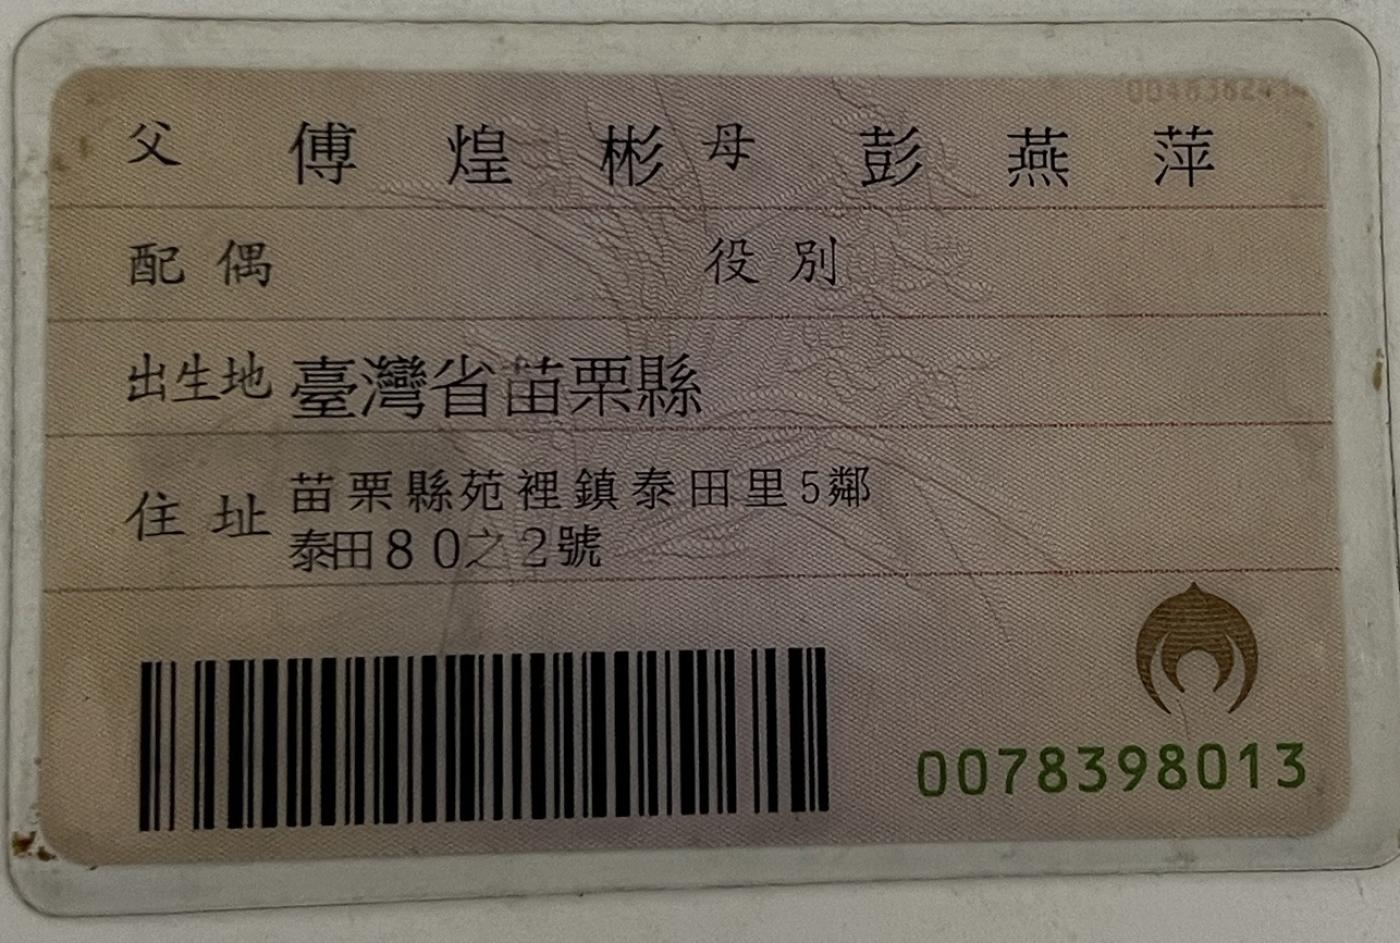 父 傅煌彬 母 彭燕萍
配偶 役別
出生地 臺灣省苗栗縣
住址 苗栗縣苑裡鎮泰田里5鄰
泰田80之2號
0078398013